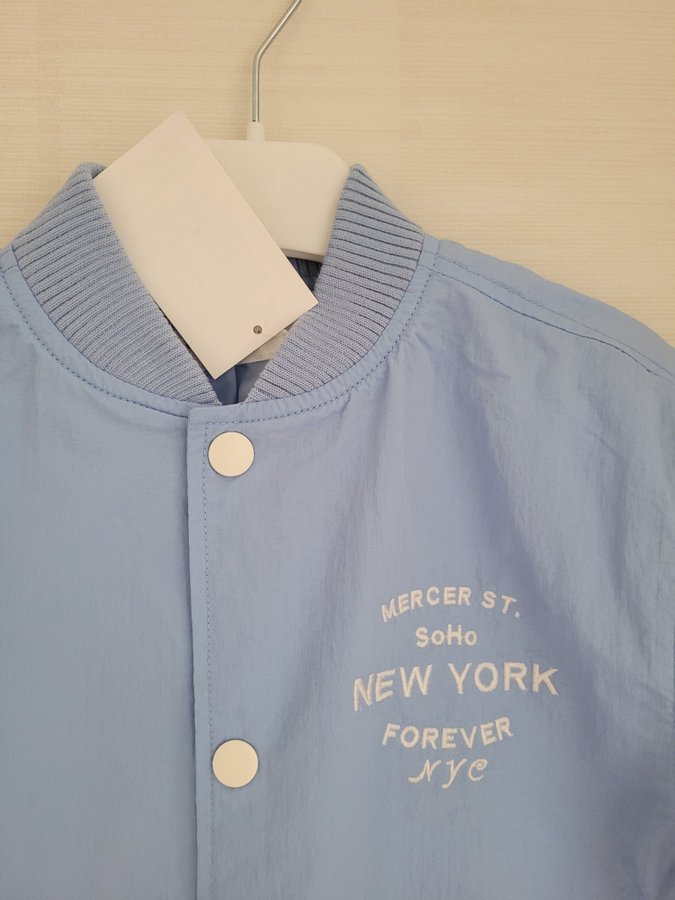 MERCER ST.
SoHo
NEW YORK
FOREVER
NYC